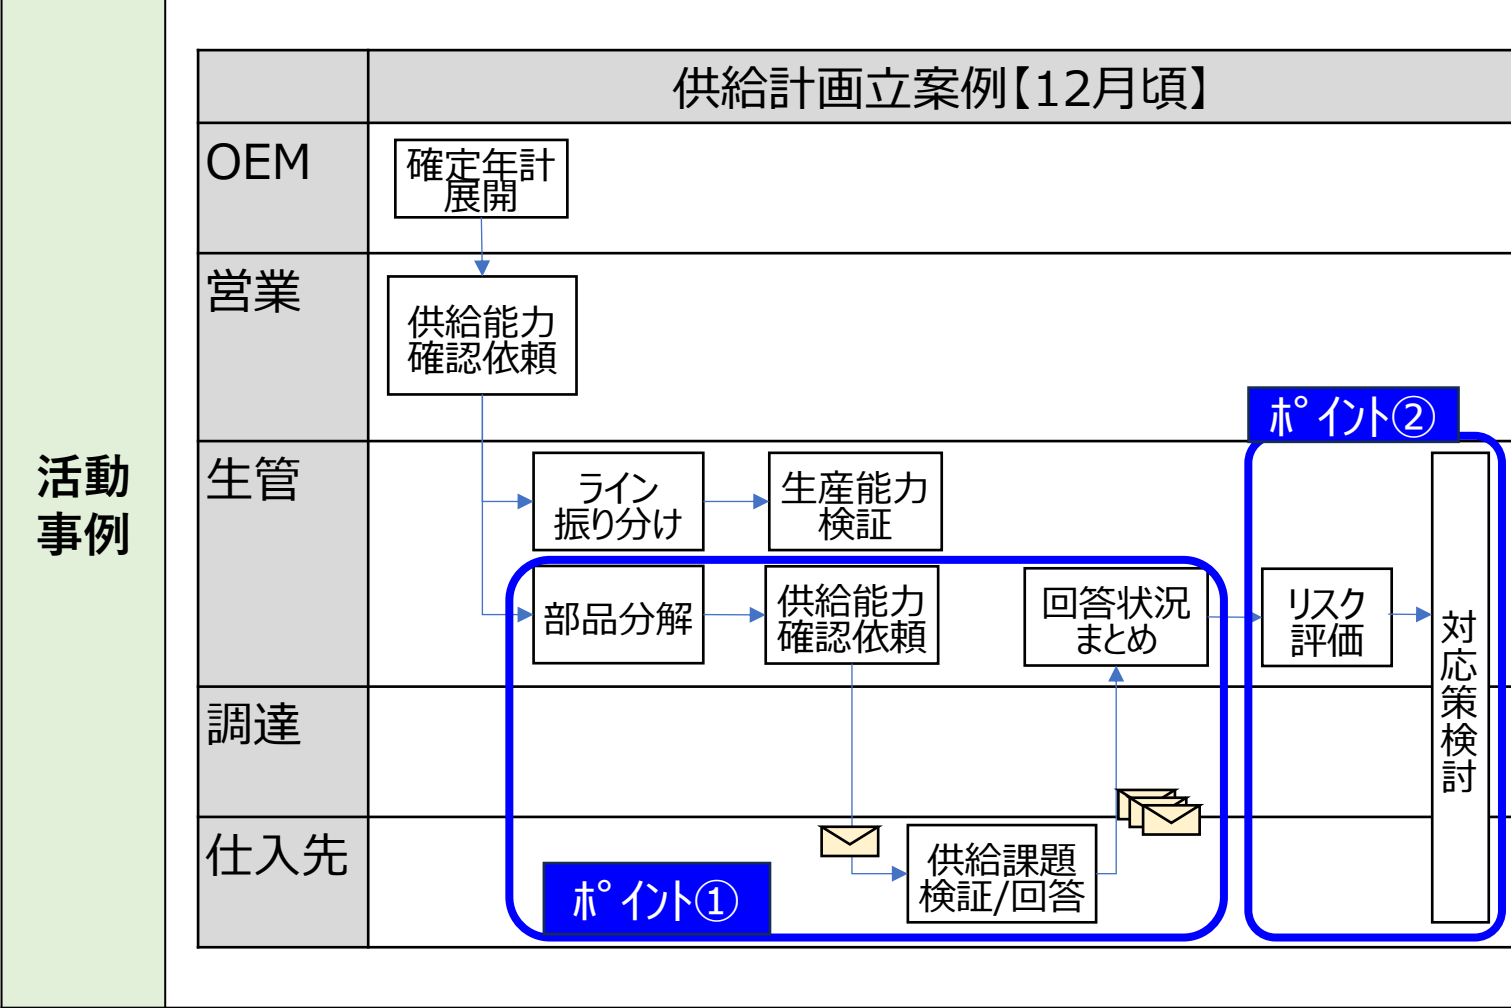 活動
事例
供給計画立案例【12月頃】
OEM
確定年計
展開
営業
供給能力
確認依頼
ﾎﾟｲﾝﾄ②
生管
ライン
振り分け
生産能力
検証
部品分解
供給能力
確認依頼
回答状況
まとめ
リスク
評価
対応策検討
調達
仕入先
供給課題
検証/回答
ﾎﾟｲﾝﾄ①